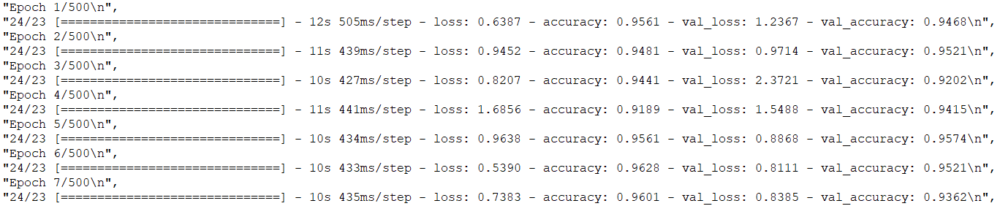 "Epoch 1/500\n",
"24/23 [==============================] - 12s 505ms/step - loss: 0.6387 - accuracy: 0.9561 - val_loss: 1.2367 - val_accuracy: 0.9468\n",
"Epoch 2/500\n",
"24/23 [==============================] - 11s 439ms/step - loss: 0.9452 - accuracy: 0.9481 - val_loss: 0.9714 - val_accuracy: 0.9521\n",
"Epoch 3/500\n",
"24/23 [==============================] - 10s 427ms/step - loss: 0.8207 - accuracy: 0.9441 - val_loss: 2.3721 - val_accuracy: 0.9202\n",
"Epoch 4/500\n",
"24/23 [==============================] - 11s 441ms/step - loss: 1.6856 - accuracy: 0.9189 - val_loss: 1.5488 - val_accuracy: 0.9415\n",
"Epoch 5/500\n",
"24/23 [==============================] - 10s 434ms/step - loss: 0.9638 - accuracy: 0.9561 - val_loss: 0.8868 - val_accuracy: 0.9574\n",
"Epoch 6/500\n",
"24/23 [==============================] - 10s 433ms/step - loss: 0.5390 - accuracy: 0.9628 - val_loss: 0.8111 - val_accuracy: 0.9521\n",
"Epoch 7/500\n",
"24/23 [==============================] - 10s 435ms/step - loss: 0.7383 - accuracy: 0.9601 - val_loss: 0.8385 - val_accuracy: 0.9362\n",